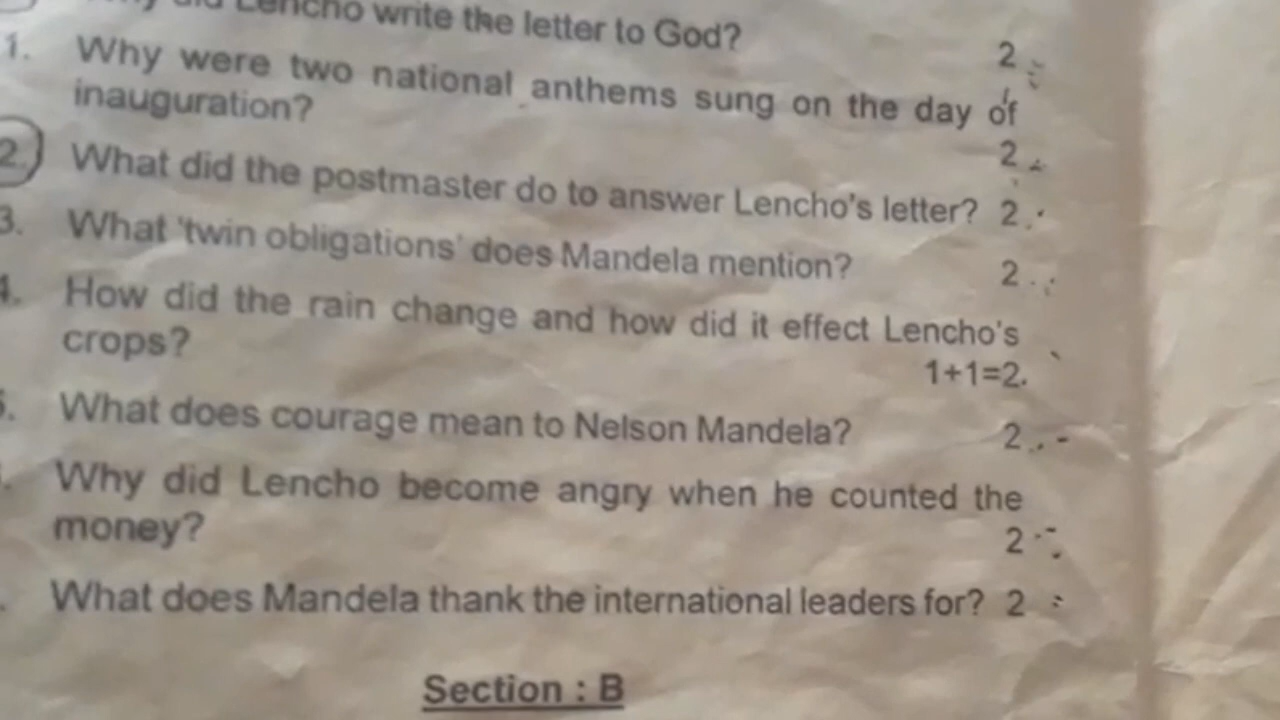 Lencho write the letter to God? 2
1. Why were two national anthems sung on the day of
inauguration? 2
2. What did the postmaster do to answer Lencho's letter? 2
3. What 'twin obligations' does Mandela mention? 2
4. How did the rain change and how did it effect Lencho's
crops? 1+1=2.
5. What does courage mean to Nelson Mandela? 2
Why did Lencho become angry when he counted the
money? 2
What does Mandela thank the international leaders for? 2
Section : B